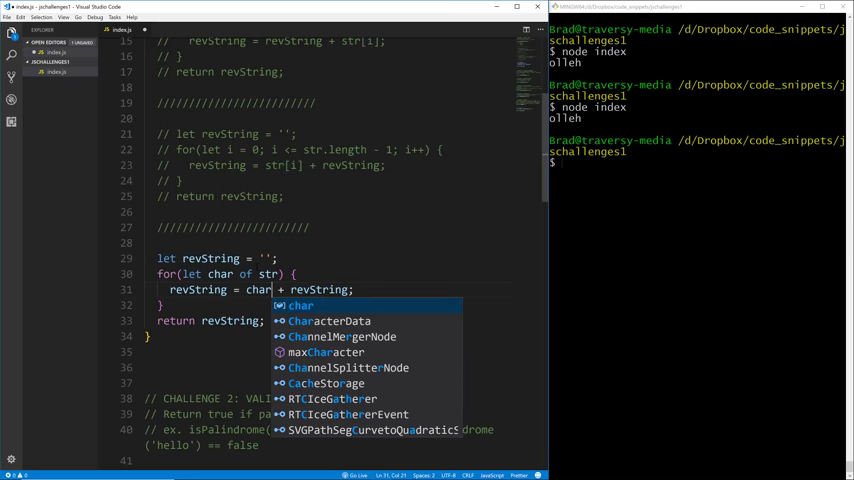 index.js - Visual Studio Code
File Edit Selection View Go Debug Tasks Help
EXPLORER
OPEN EDITORS 1 UNSAVED
index.js
JSCHALLENGES1
index.js
index.js
15 // revString = revString + str[i];
16 // }
17 // return revString;
18
19 /////////////////////////
20
21 // let revString = '';
22 // for(let i = 0; i <= str.length - 1; i++) {
23 // revString = str[i] + revString;
24 // }
25 // return revString;
26
27 ////////////////////////
28
29 let revString = '';
30 for(let char of str) {
31 revString = char + revString;
32 }
33 return revString;
34 }
35
36
37
38 // CHALLENGE 2: VALI
39 // Return true if pa
40 // ex. isPalindrome( drome
('hello') == false
41
char
CharacterData
ChannelMergerNode
maxCharacter
ChannelSplitterNode
CacheStorage
RTCIceGatherer
RTCIceGathererEvent
SVGPathSegCurvetoQuadraticS
0 0 Go Live Ln 31, Col 21 Spaces: 2 UTF-8 CRLF JavaScript Prettier
MINGW64:/d/Dropbox/code_snippets/jschallenges1
Brad@traversy-media /d/Dropbox/code_snippets/j
schallenges1
$ node index
olleh
Brad@traversy-media /d/Dropbox/code_snippets/j
schallenges1
$ node index
olleh
Brad@traversy-media /d/Dropbox/code_snippets/j
schallenges1
$